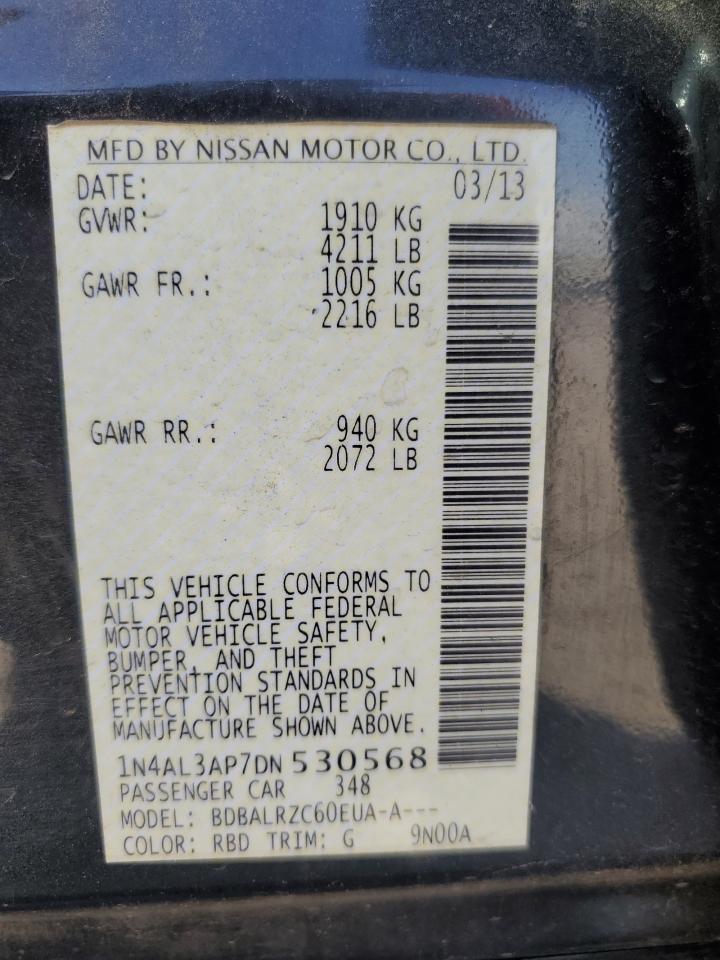 MFD BY NISSAN MOTOR CO., LTD.
DATE: 03/13
GVWR: 1910 KG
4211 LB
GAWR FR.: 1005 KG
2216 LB
GAWR RR.: 940 KG
2072 LB
THIS VEHICLE CONFORMS TO
ALL APPLICABLE FEDERAL
MOTOR VEHICLE SAFETY,
BUMPER, AND THEFT
PREVENTION STANDARDS IN
EFFECT ON THE DATE OF
MANUFACTURE SHOWN ABOVE.
1N4AL3AP7DN 530568
PASSENGER CAR 348
MODEL: BDBALRZC60EUA-A---
COLOR: RBD TRIM: G 9N00A